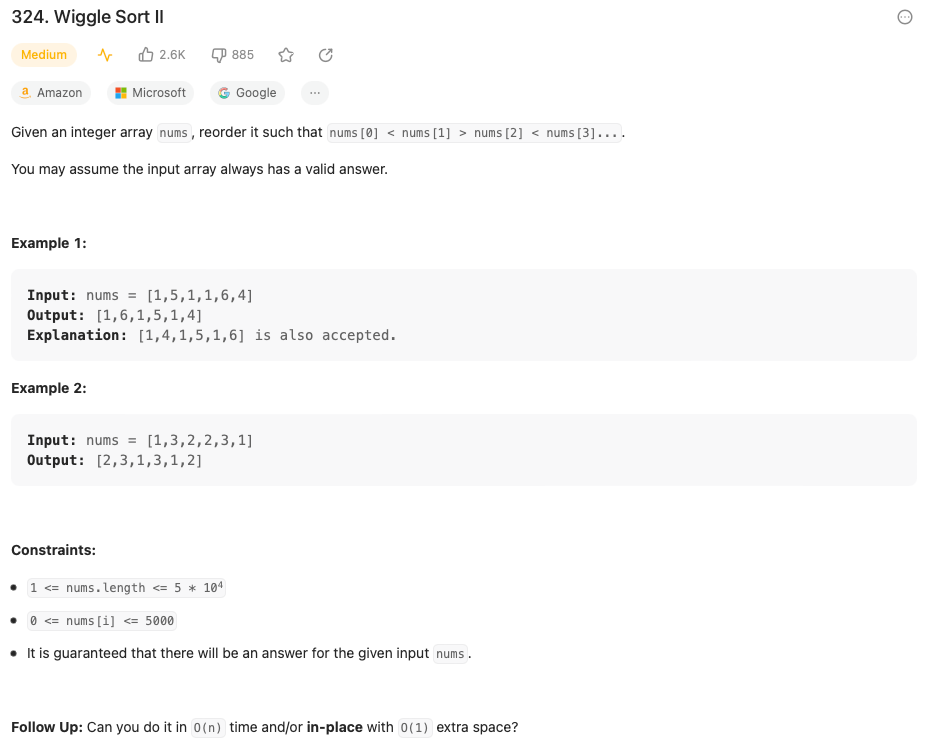 324. Wiggle Sort II
Medium 2.6K 885
Amazon Microsoft Google ...
Given an integer array nums, reorder it such that nums[0] < nums[1] > nums[2] < nums[3]....
You may assume the input array always has a valid answer.
Example 1:
Input: nums = [1,5,1,1,6,4]
Output: [1,6,1,5,1,4]
Explanation: [1,4,1,5,1,6] is also accepted.
Example 2:
Input: nums = [1,3,2,2,3,1]
Output: [2,3,1,3,1,2]
Constraints:
• 1 <= nums.length <= 5 * 10⁴
• 0 <= nums[i] <= 5000
• It is guaranteed that there will be an answer for the given input nums.
Follow Up: Can you do it in O(n) time and/or in-place with O(1) extra space?